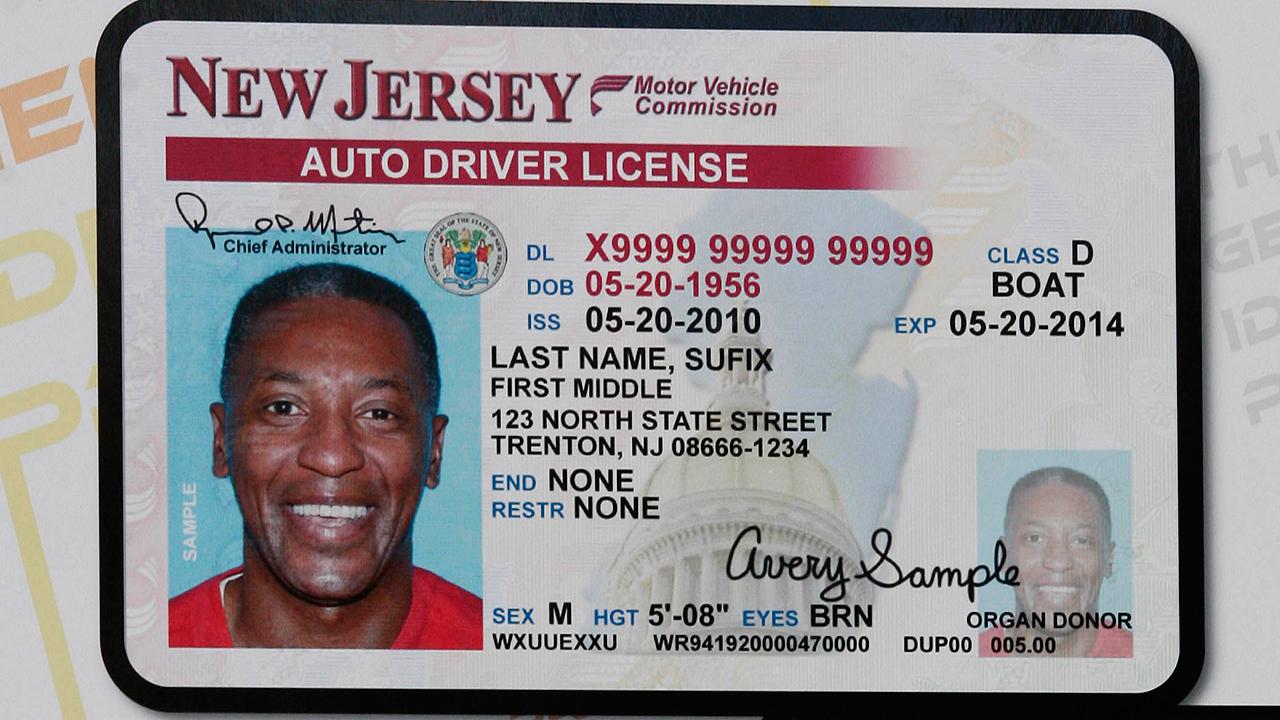 NEW JERSEY Motor Vehicle
Commission
AUTO DRIVER LICENSE
Chief Administrator
DL X9999 99999 99999 CLASS D
DOB 05-20-1956 BOAT
ISS 05-20-2010 EXP 05-20-2014
LAST NAME, SUFIX
FIRST MIDDLE
123 NORTH STATE STREET
TRENTON, NJ 08666-1234
END NONE
RESTR NONE
SAMPLE
Avery Sample
SEX M HGT 5'-08" EYES BRN ORGAN DONOR
WXUUEXXU WR941920000470000 DUP00 005.00